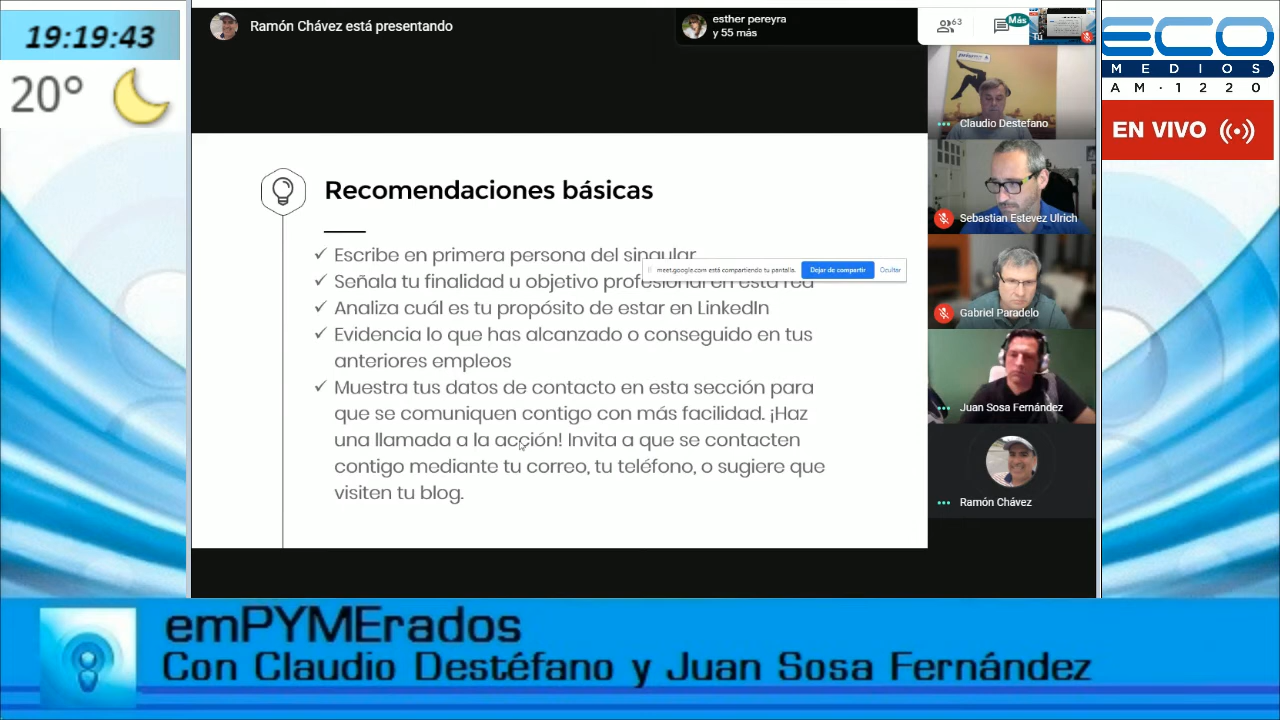 19:19:43
20°
Ramón Chávez está presentando
esther pereyra
y 55 más
63
Más
Tú
ECO
MEDIOS
AM·1220
EN VIVO
Claudio Destefano
Sebastian Estevez Ulrich
Gabriel Paradelo
Juan Sosa Fernández
Ramón Chávez
Recomendaciones básicas
✓ Escribe en primera persona del singular
meet.google.com está compartiendo tu pantalla.
Dejar de compartir
Ocultar
✓ Señala tu finalidad u objetivo profesional en esta red
✓ Analiza cuál es tu propósito de estar en LinkedIn
✓ Evidencia lo que has alcanzado o conseguido en tus
anteriores empleos
✓ Muestra tus datos de contacto en esta sección para
que se comuniquen contigo con más facilidad. ¡Haz
una llamada a la acción! Invita a que se contacten
contigo mediante tu correo, tu teléfono, o sugiere que
visiten tu blog.
emPYMErados
Con Claudio Destéfano y Juan Sosa Fernández